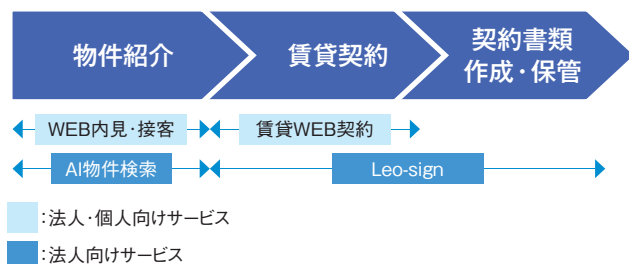 物件紹介
賃貸契約
契約書類
作成・保管
WEB内見・接客
賃貸WEB契約
AI物件検索
Leo-sign
:法人・個人向けサービス
:法人向けサービス